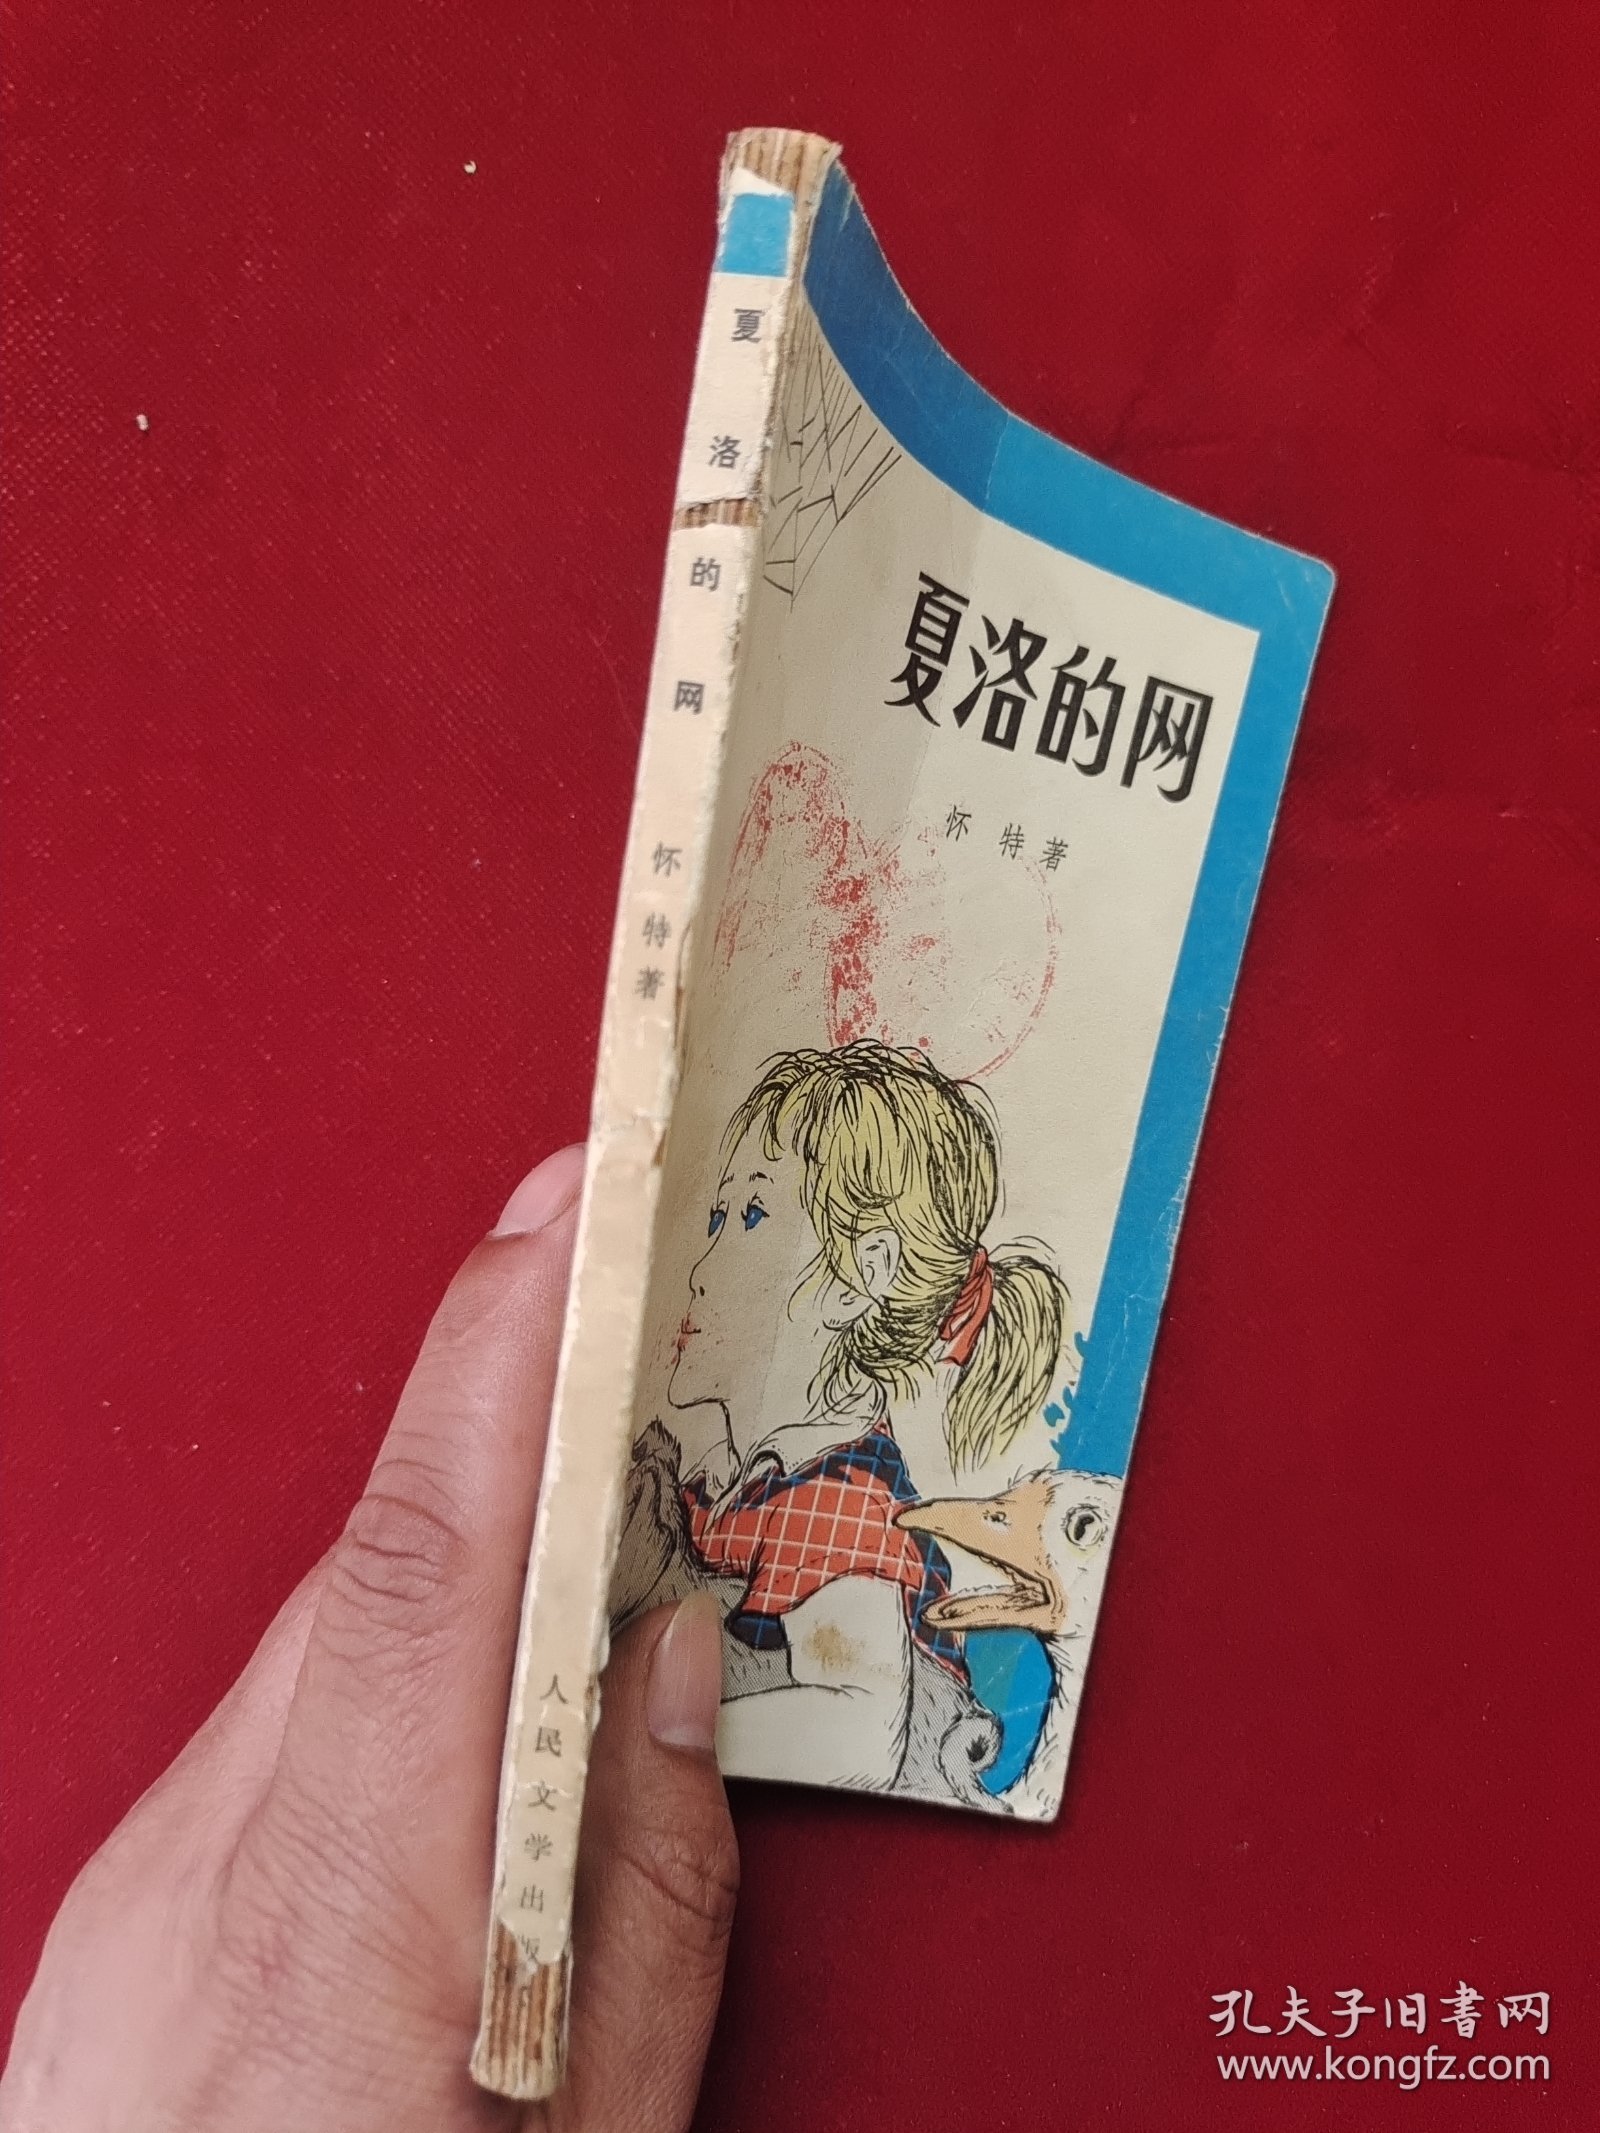 夏洛的网
怀特著
人民文学出版
夏洛的网
怀特著
孔夫子旧书网
www.kongfz.com